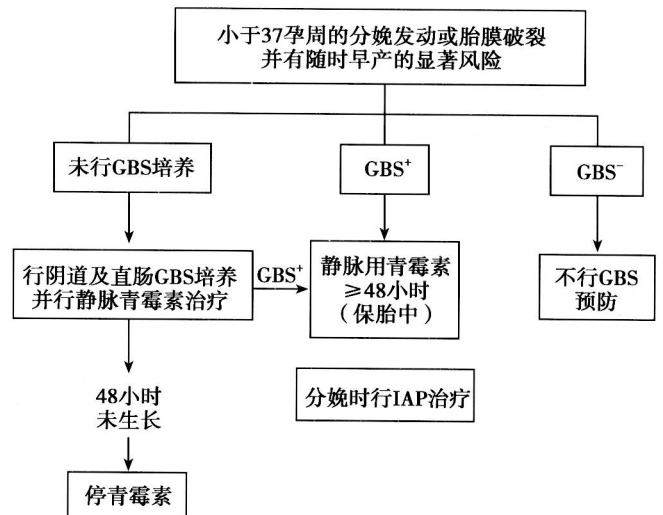 小于37孕周的分娩发动或胎膜破裂
并有随时早产的显著风险
未行GBS培养
GBS⁺
GBS⁻
行阴道及直肠GBS培养
并行静脉青霉素治疗
GBS⁺
静脉用青霉素
≥48小时
（保胎中）
不行GBS
预防
48小时
未生长
分娩时行IAP治疗
停青霉素